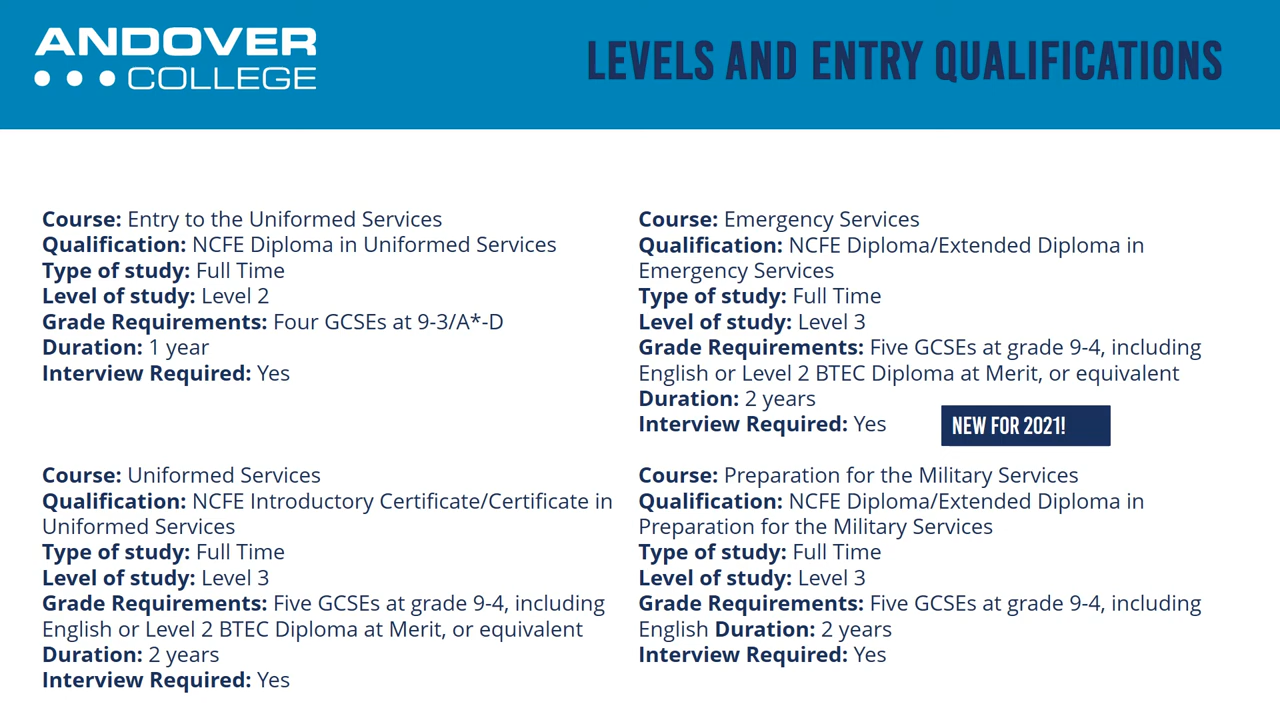 ANDOVER
COLLEGE
LEVELS AND ENTRY QUALIFICATIONS
Course: Entry to the Uniformed Services
Qualification: NCFE Diploma in Uniformed Services
Type of study: Full Time
Level of study: Level 2
Grade Requirements: Four GCSEs at 9-3/A*-D
Duration: 1 year
Interview Required: Yes
Course: Uniformed Services
Qualification: NCFE Introductory Certificate/Certificate in
Uniformed Services
Type of study: Full Time
Level of study: Level 3
Grade Requirements: Five GCSEs at grade 9-4, including
English or Level 2 BTEC Diploma at Merit, or equivalent
Duration: 2 years
Interview Required: Yes
Course: Emergency Services
Qualification: NCFE Diploma/Extended Diploma in
Emergency Services
Type of study: Full Time
Level of study: Level 3
Grade Requirements: Five GCSEs at grade 9-4, including
English or Level 2 BTEC Diploma at Merit, or equivalent
Duration: 2 years
Interview Required: Yes
NEW FOR 2021!
Course: Preparation for the Military Services
Qualification: NCFE Diploma/Extended Diploma in
Preparation for the Military Services
Type of study: Full Time
Level of study: Level 3
Grade Requirements: Five GCSEs at grade 9-4, including
English Duration: 2 years
Interview Required: Yes